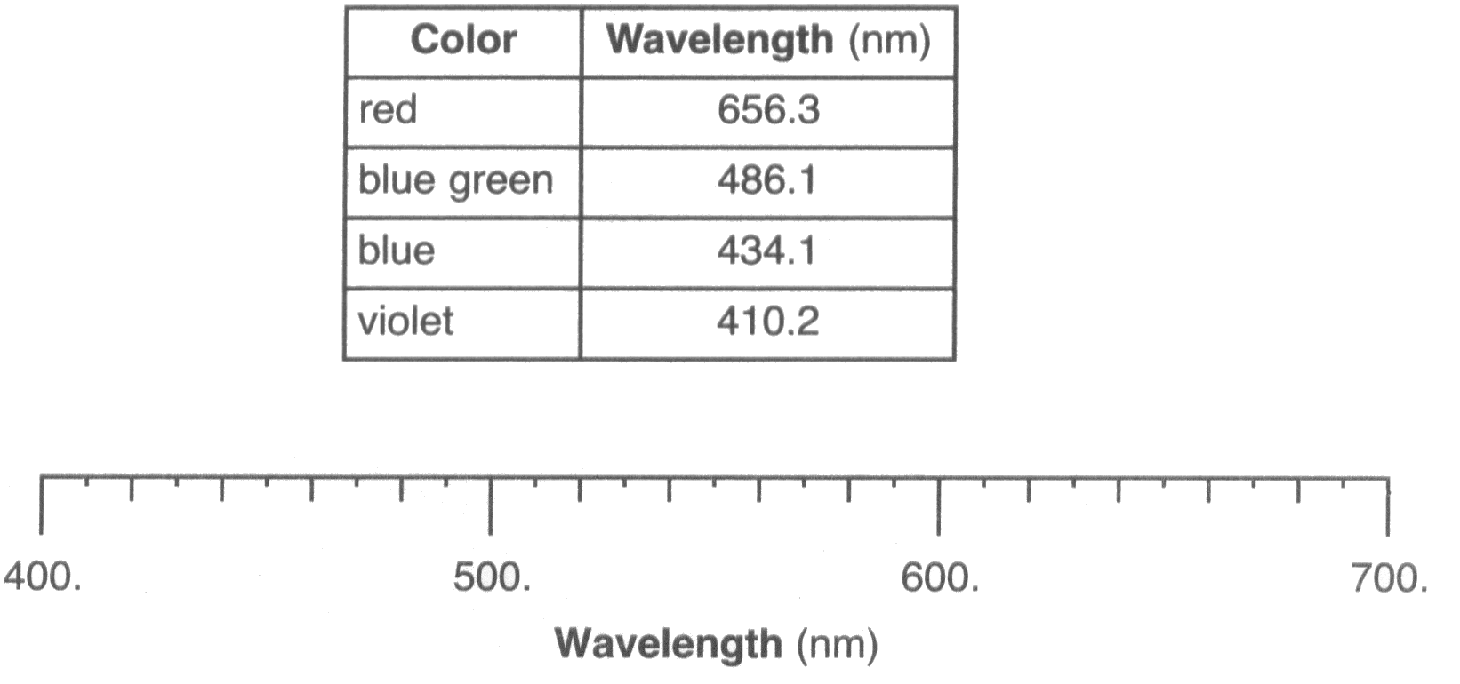 Color Wavelength (nm)
red 656.3
blue green 486.1
blue 434.1
violet 410.2
400. 500. 600. 700.
Wavelength (nm)